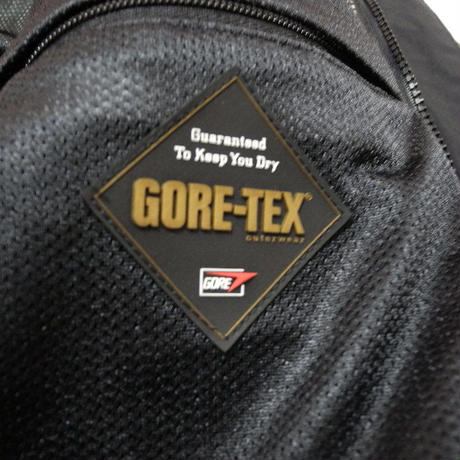 Guaranteed
To Keep You Dry
GORE-TEX®
outerwear
GORE